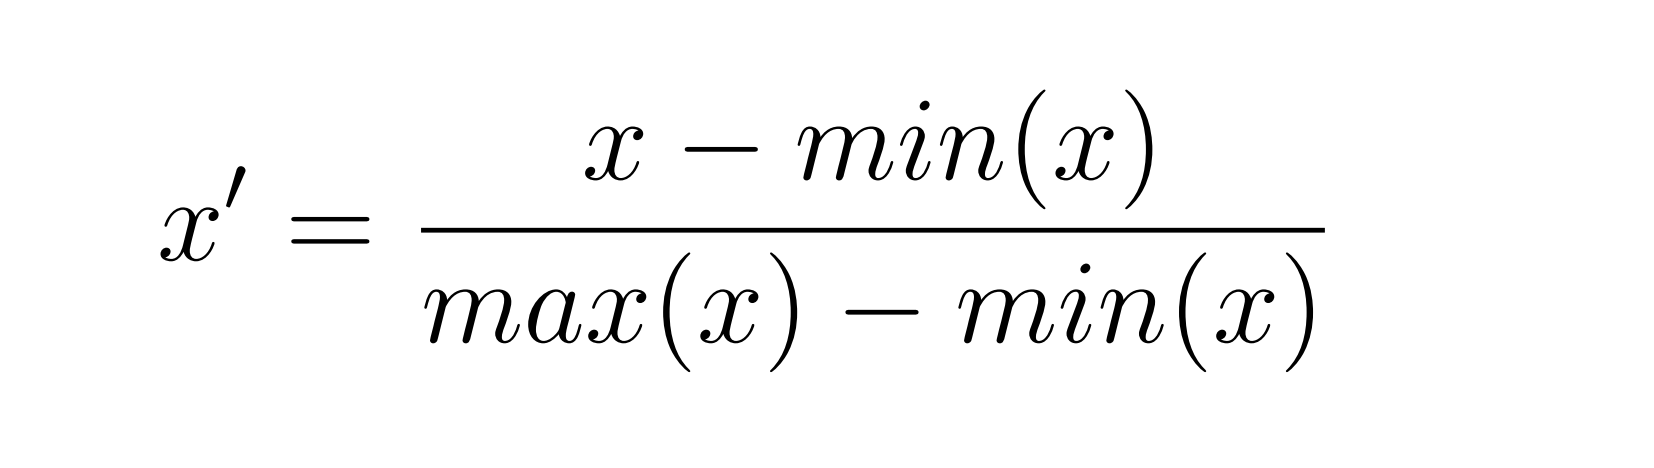 x′ = x − min(x) / max(x) − min(x)